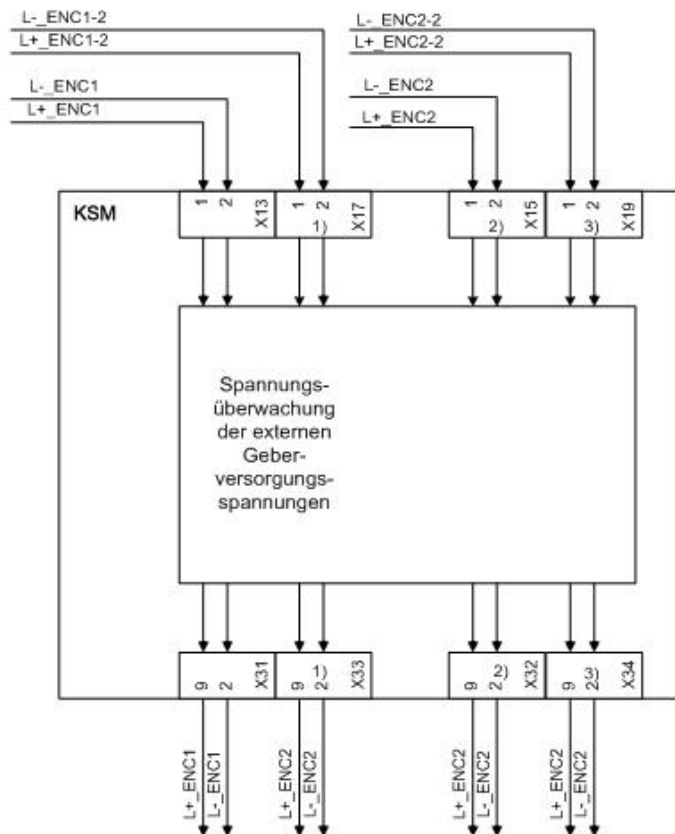 L-_ENC1-2
L+_ENC1-2
L-_ENC1
L+_ENC1
L-_ENC2-2
L+_ENC2-2
L-_ENC2
L+_ENC2
KSM
1 2 X13
1 2 1) X17
1 2 2) X15
1 2 3) X19
Spannungs-
überwachung
der externen
Geber-
versorgungs-
spannungen
9 2 X31
9 2 1) X33
9 2 2) X32
9 2 3) X34
L+_ENC1
L-_ENC1
L+_ENC2
L-_ENC2
L+_ENC2
L-_ENC2
L+_ENC2
L-_ENC2